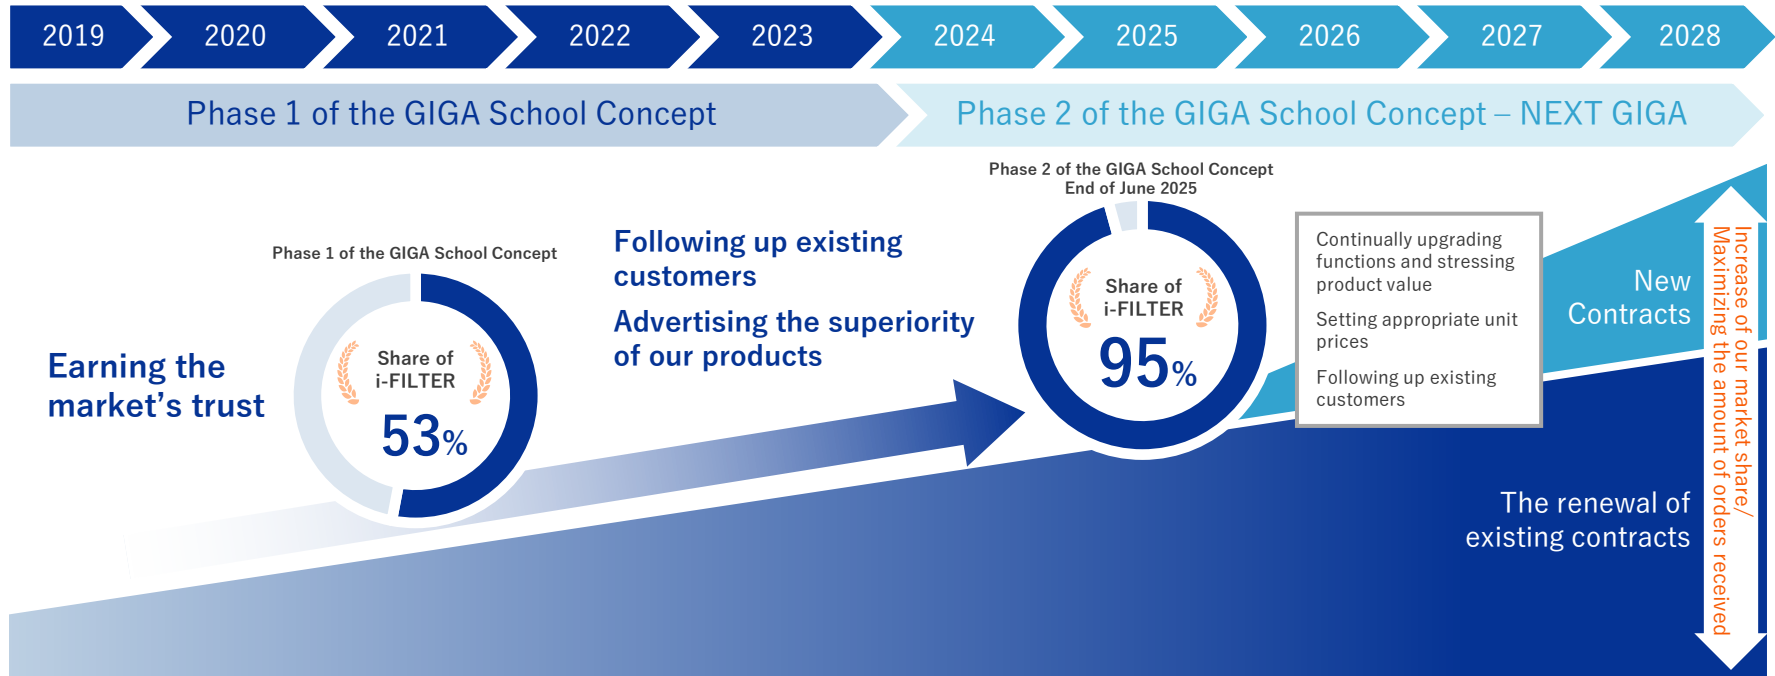 2019
2020
2021
2022
2023
2024
2025
2026
2027
2028
Phase 1 of the GIGA School Concept
Phase 2 of the GIGA School Concept – NEXT GIGA
Earning the
market's trust
Phase 1 of the GIGA School Concept
Share of
i-FILTER
53%
Following up existing
customers
Advertising the superiority
of our products
Phase 2 of the GIGA School Concept
End of June 2025
Share of
i-FILTER
95%
Continually upgrading
functions and stressing
product value
Setting appropriate unit
prices
Following up existing
customers
New
Contracts
The renewal of
existing contracts
Increase of our market share/
Maximizing the amount of orders received